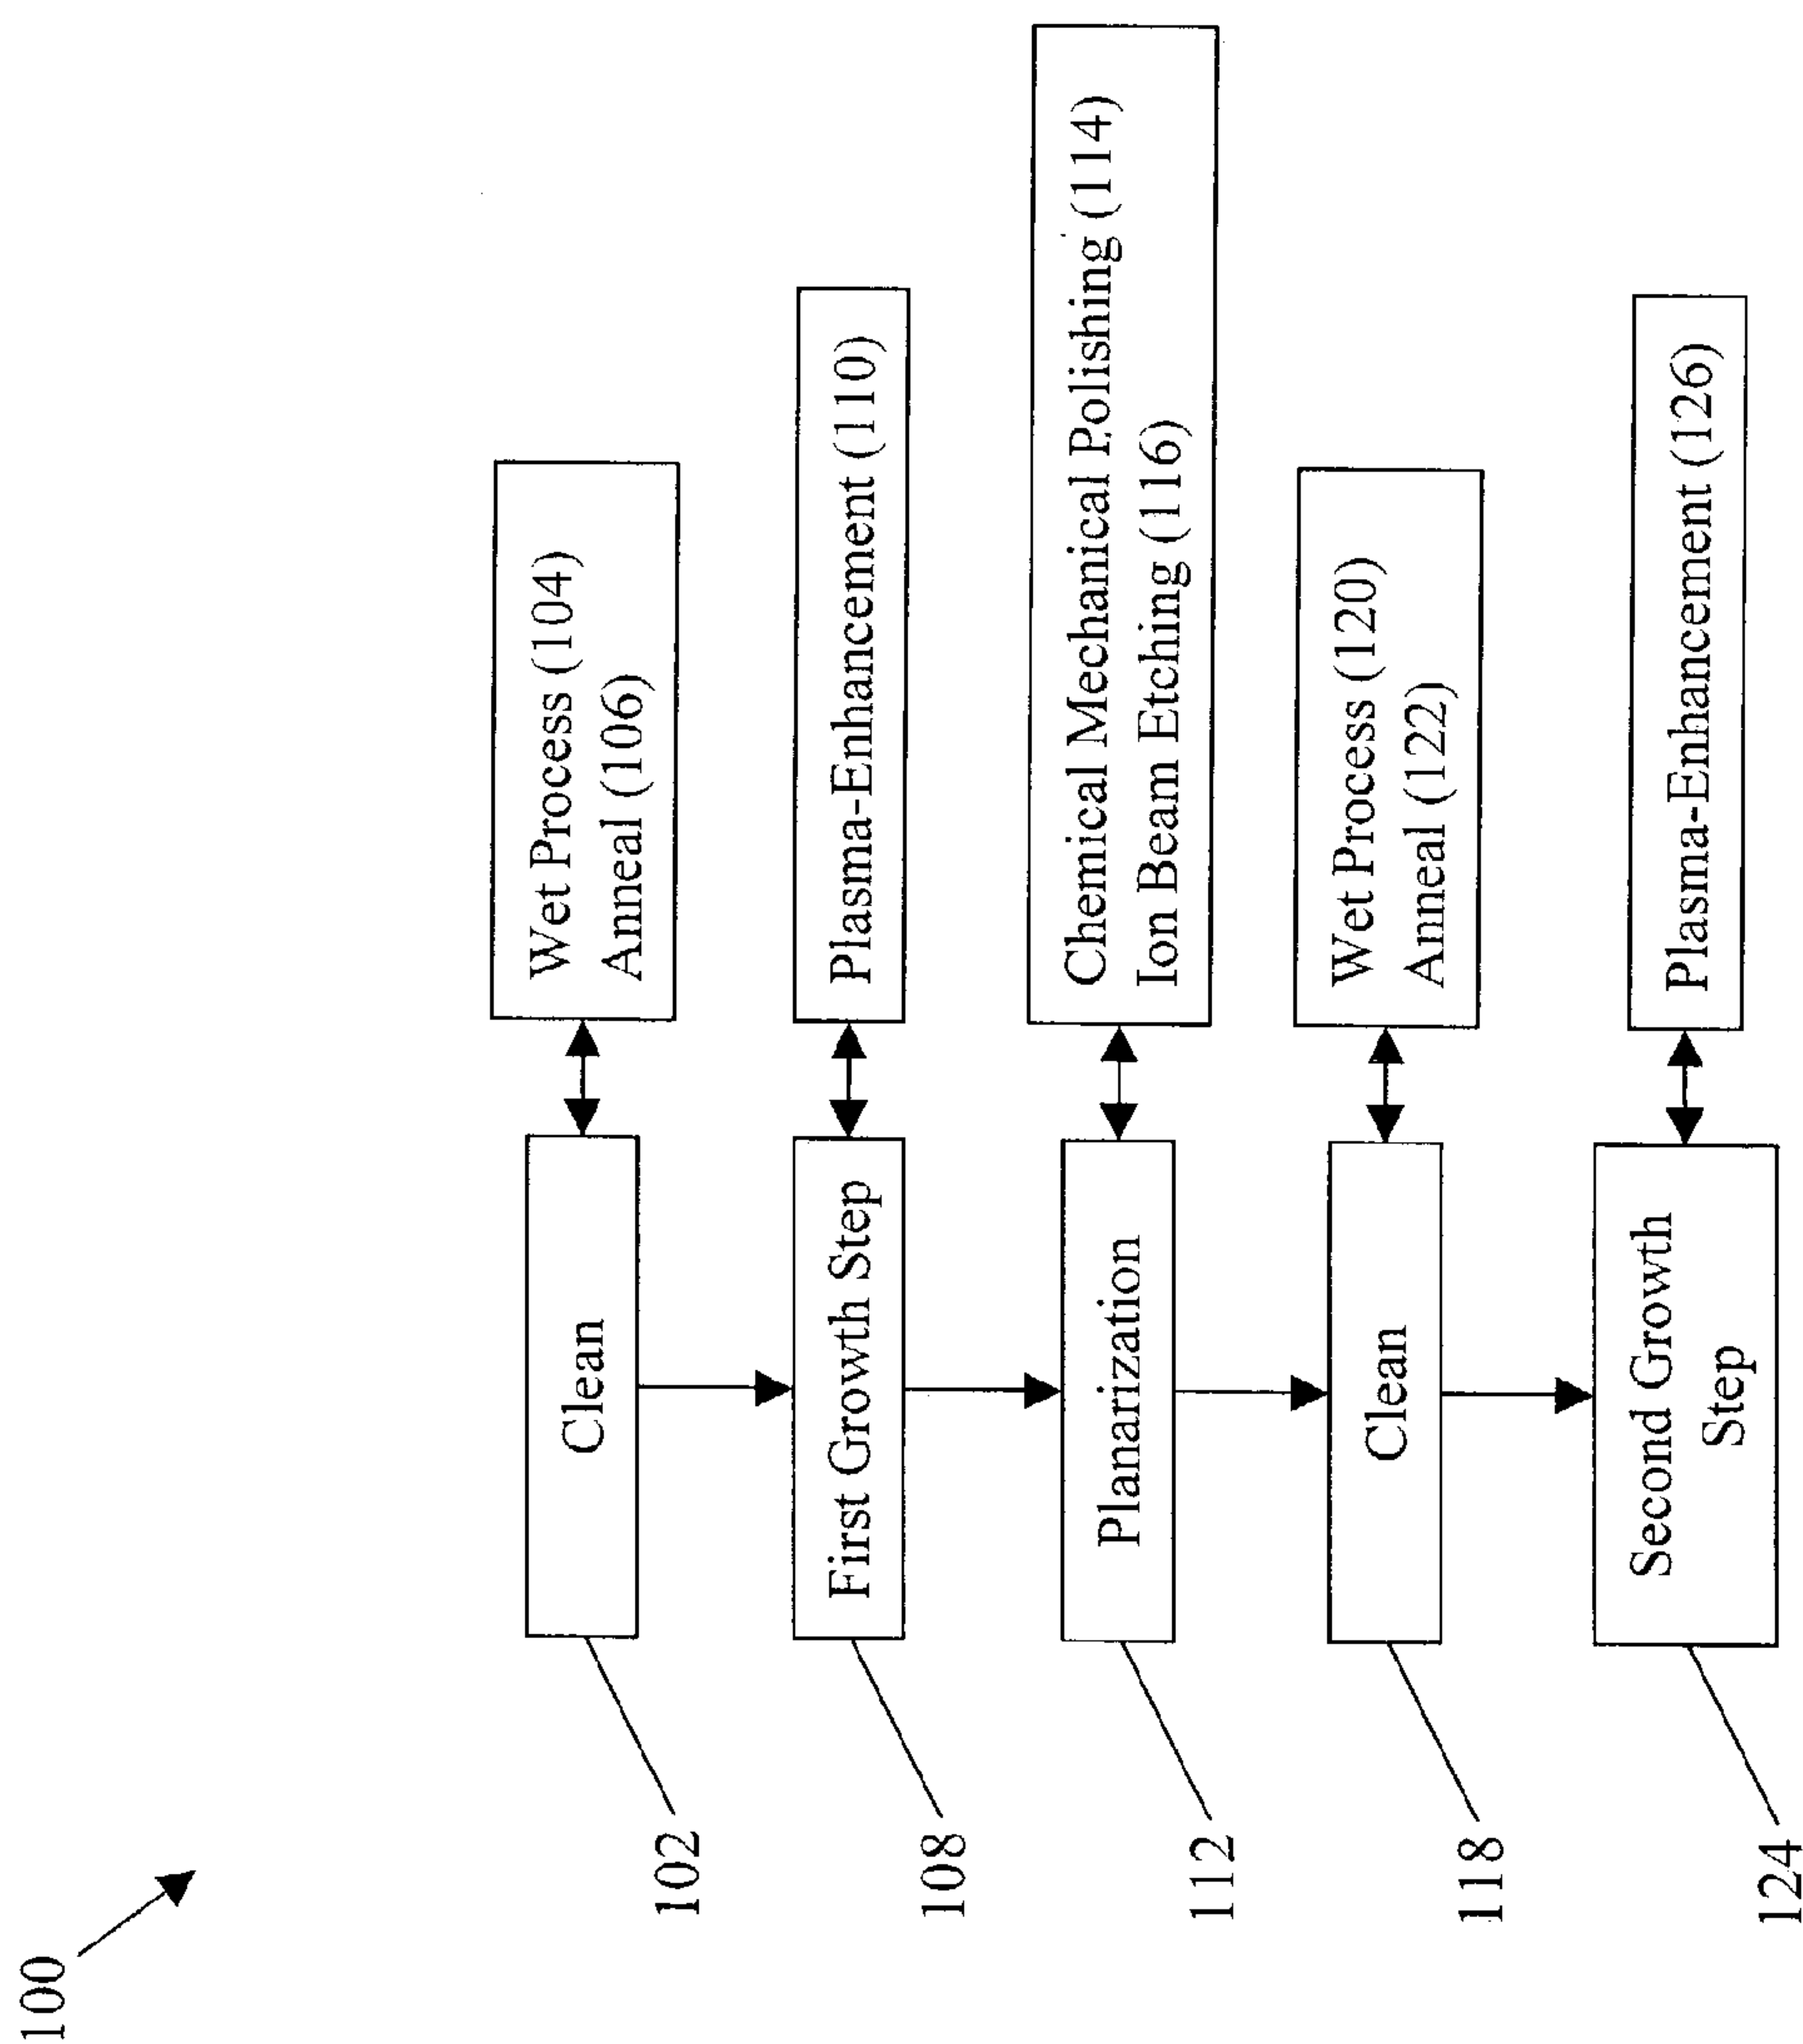 100
102
Clean
Wet Process (104)
Anneal (106)
108
First Growth Step
Plasma-Enhancement (110)
112
Planarization
Chemical Mechanical Polishing (114)
Ion Beam Etching (116)
118
Clean
Wet Process (120)
Anneal (122)
124
Second Growth
Step
Plasma-Enhancement (126)